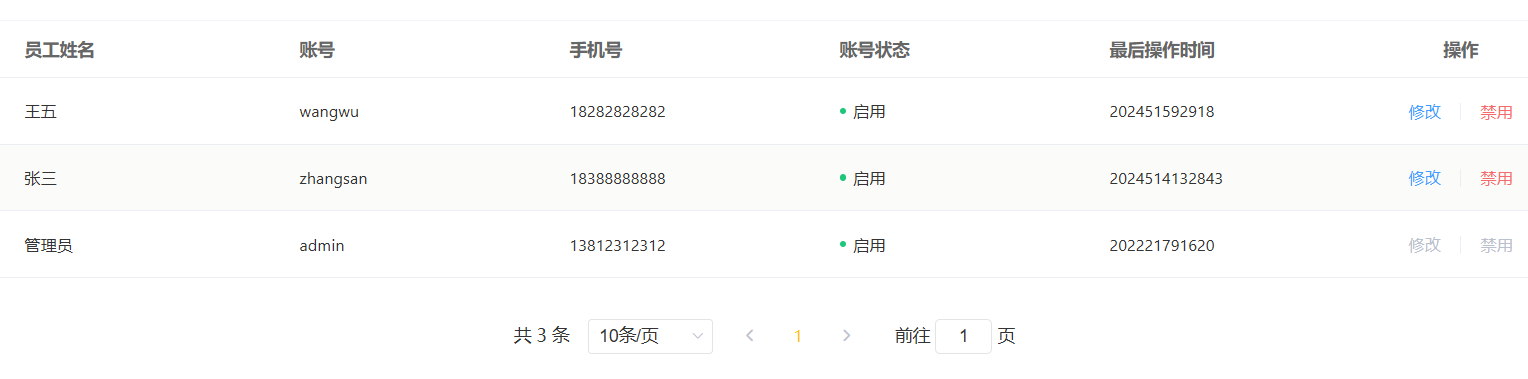 员工姓名 账号 手机号 账号状态 最后操作时间 操作
王五 wangwu 18282828282 启用 202451592918 修改 禁用
张三 zhangsan 18388888888 启用 2024514132843 修改 禁用
管理员 admin 13812312312 启用 202221791620 修改 禁用
共 3 条 10条/页 1 前往 1 页